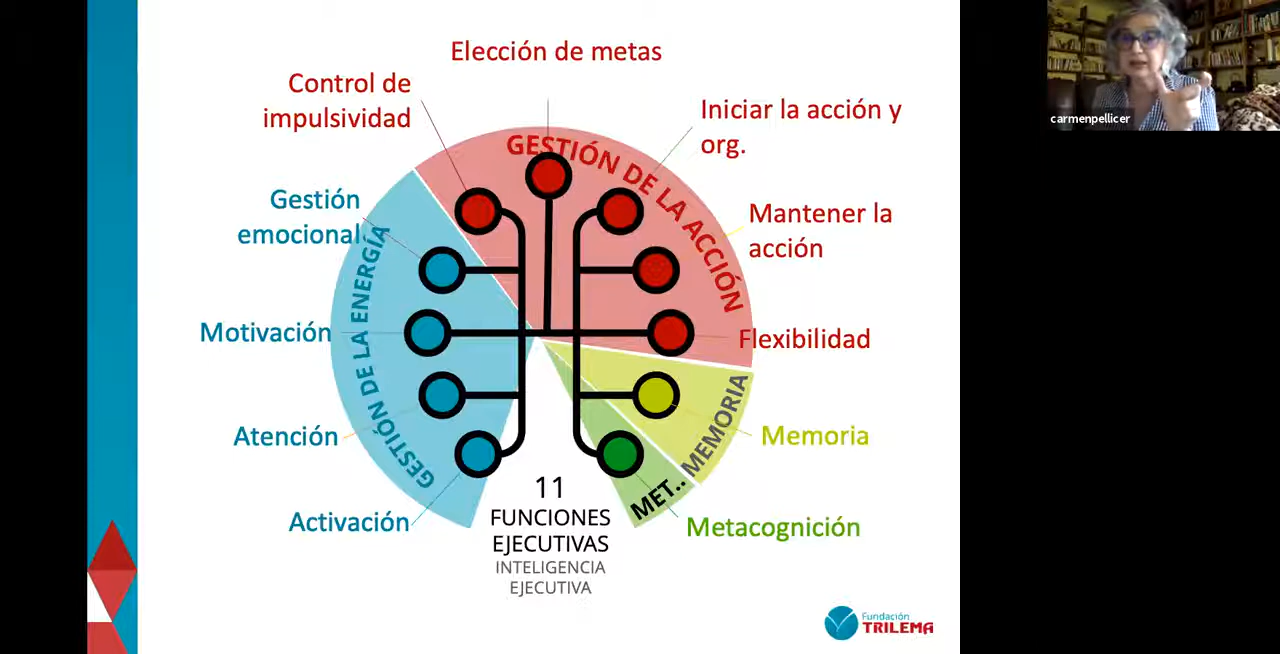 Elección de metas
Control de
impulsividad
Iniciar la acción y
org.
Gestión
emocional
Mantener la
acción
Motivación
Flexibilidad
Atención
Memoria
Activación
Metacognición
GESTIÓN DE LA ENERGÍA
GESTIÓN DE LA ACCIÓN
MEMORIA
MET..
11
FUNCIONES
EJECUTIVAS
INTELIGENCIA
EJECUTIVA
Fundación
TRILEMA
carmenpellicer